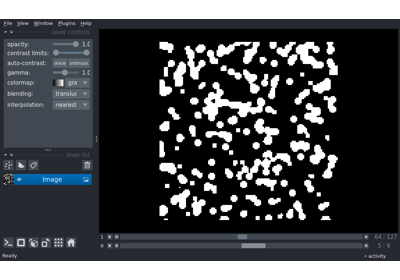 File View Window Plugins Help
layer controls
opacity: 1.0
contrast limits:
auto-contrast: once continuous
gamma: 1.0
colormap: gra
blending: transluc
interpolation: nearest
layer list
Image
1 64 127
0 5 9
Ready activity